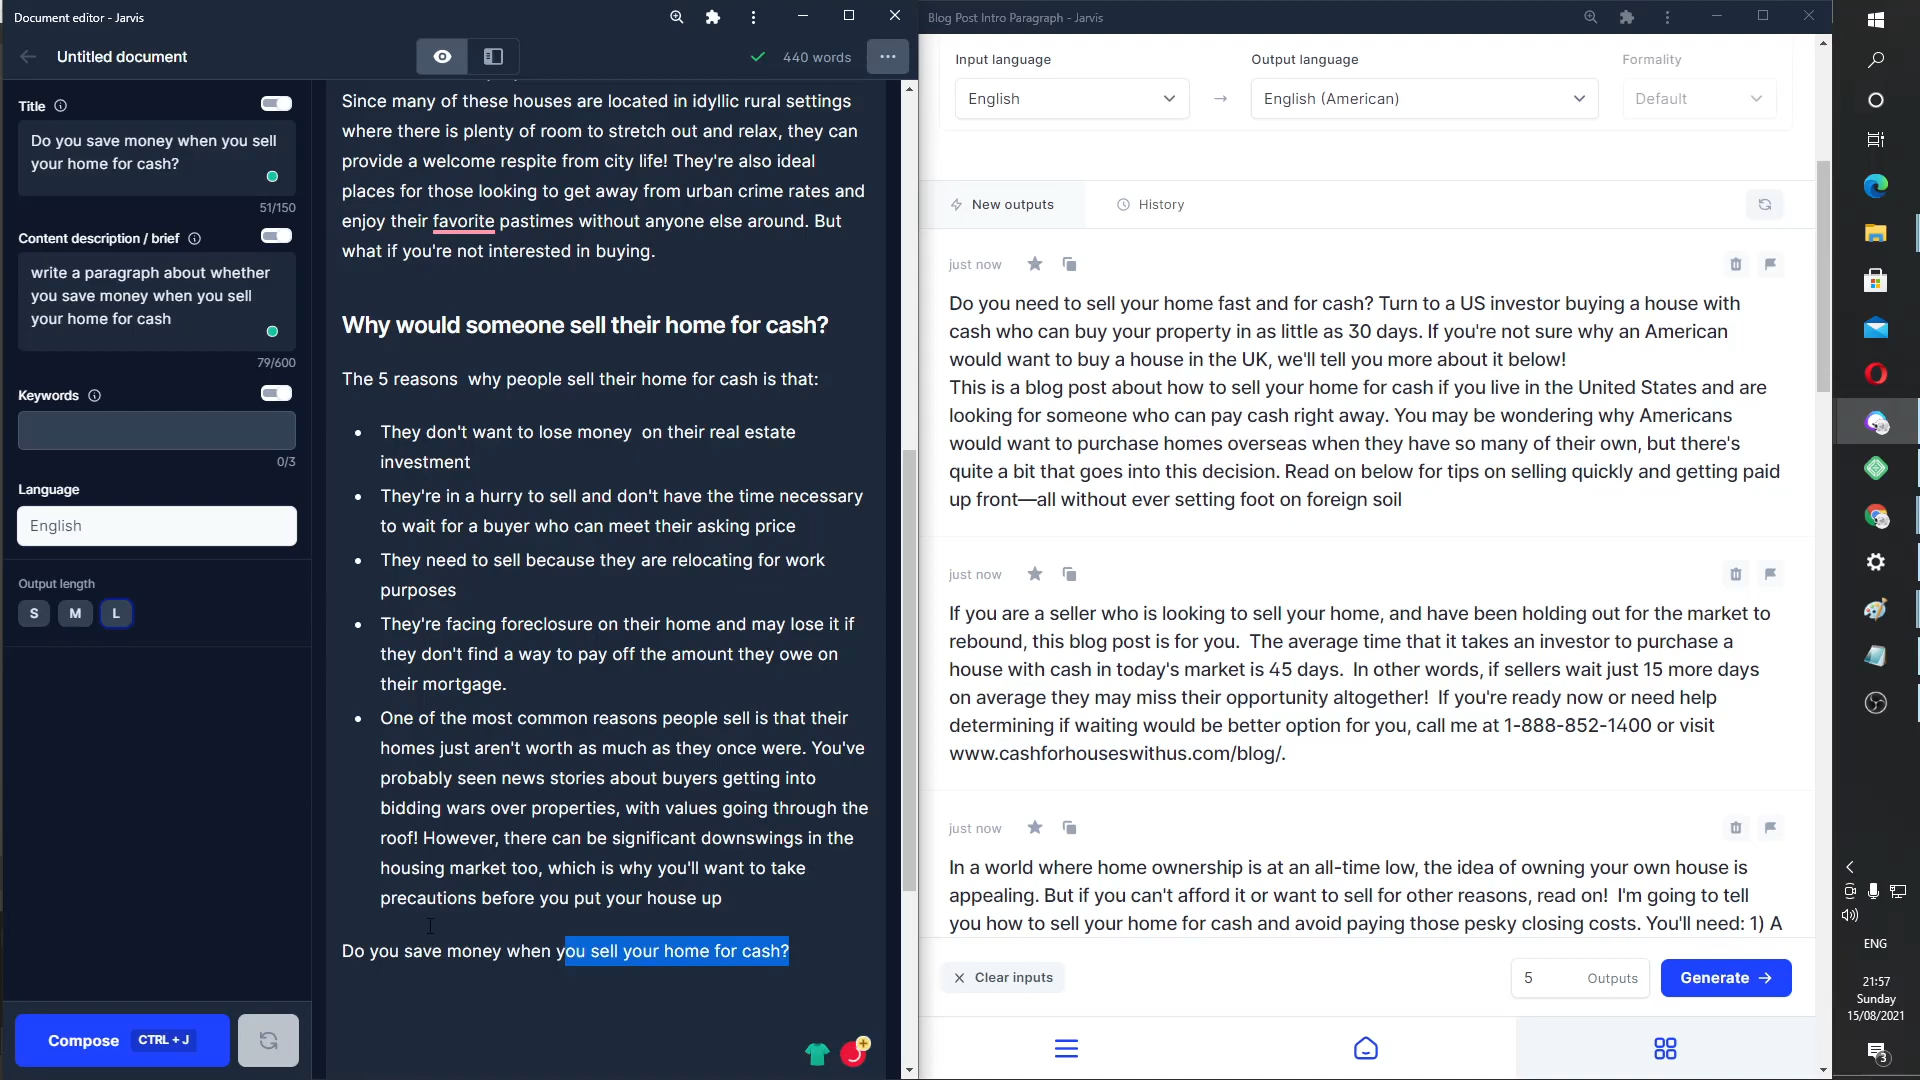 Document editor - Jarvis
Untitled document
440 words
Title
Do you save money when you sell
your home for cash?
51/150
Content description / brief
write a paragraph about whether
you save money when you sell
your home for cash
79/600
Keywords
0/3
Language
English
Output length
S M L
Compose CTRL + J
Since many of these houses are located in idyllic rural settings
where there is plenty of room to stretch out and relax, they can
provide a welcome respite from city life! They're also ideal
places for those looking to get away from urban crime rates and
enjoy their favorite pastimes without anyone else around. But
what if you're not interested in buying.
Why would someone sell their home for cash?
The 5 reasons  why people sell their home for cash is that:
• They don't want to lose money  on their real estate
investment
• They're in a hurry to sell and don't have the time necessary
to wait for a buyer who can meet their asking price
• They need to sell because they are relocating for work
purposes
• They're facing foreclosure on their home and may lose it if
they don't find a way to pay off the amount they owe on
their mortgage.
• One of the most common reasons people sell is that their
homes just aren't worth as much as they once were. You've
probably seen news stories about buyers getting into
bidding wars over properties, with values going through the
roof! However, there can be significant downswings in the
housing market too, which is why you'll want to take
precautions before you put your house up
Do you save money when you sell your home for cash?
Blog Post Intro Paragraph - Jarvis
Input language
English
Output language
English (American)
Formality
Default
New outputs
History
just now
Do you need to sell your home fast and for cash? Turn to a US investor buying a house with
cash who can buy your property in as little as 30 days. If you're not sure why an American
would want to buy a house in the UK, we'll tell you more about it below!
This is a blog post about how to sell your home for cash if you live in the United States and are
looking for someone who can pay cash right away. You may be wondering why Americans
would want to purchase homes overseas when they have so many of their own, but there's
quite a bit that goes into this decision. Read on below for tips on selling quickly and getting paid
up front—all without ever setting foot on foreign soil
just now
If you are a seller who is looking to sell your home, and have been holding out for the market to
rebound, this blog post is for you.  The average time that it takes an investor to purchase a
house with cash in today's market is 45 days.  In other words, if sellers wait just 15 more days
on average they may miss their opportunity altogether!  If you're ready now or need help
determining if waiting would be better option for you, call me at 1-888-852-1400 or visit
www.cashforhouseswithus.com/blog/.
just now
In a world where home ownership is at an all-time low, the idea of owning your own house is
appealing. But if you can't afford it or want to sell for other reasons, read on!  I'm going to tell
you how to sell your home for cash and avoid paying those pesky closing costs. You'll need: 1) A
Clear inputs
5 Outputs
Generate
ENG
21:57
Sunday
15/08/2021
3